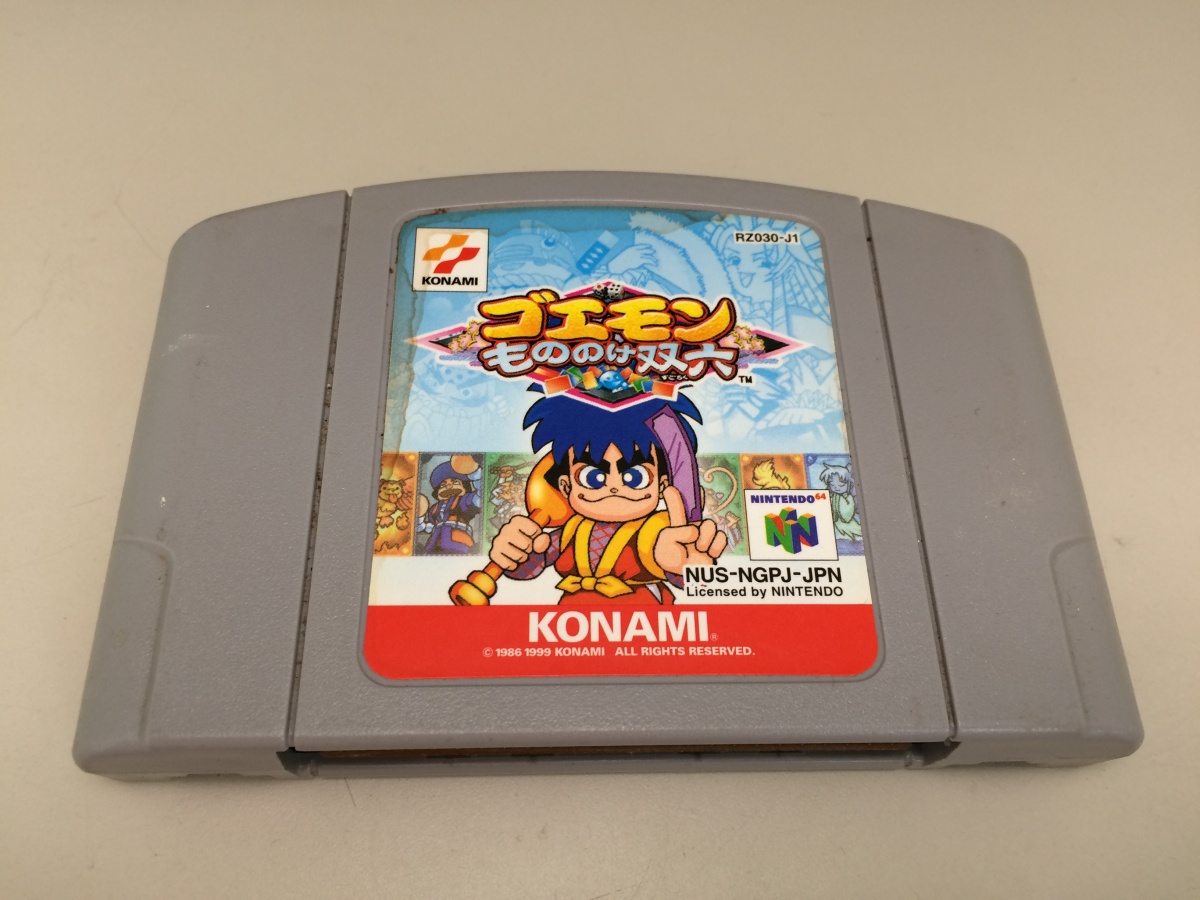 KONAMI
RZ030-J1
ゴエモン
もののけ双六
すごろく
TM
NINTENDO64
NUS-NGPJ-JPN
Licensed by NINTENDO
KONAMI®
© 1986 1999 KONAMI ALL RIGHTS RESERVED.